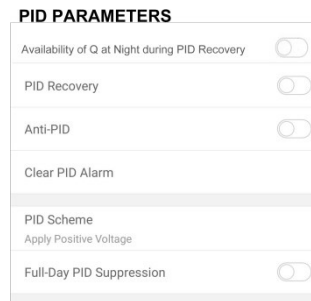 PID PARAMETERS
Availability of Q at Night during PID Recovery
PID Recovery
Anti-PID
Clear PID Alarm
PID Scheme
Apply Positive Voltage
Full-Day PID Suppression